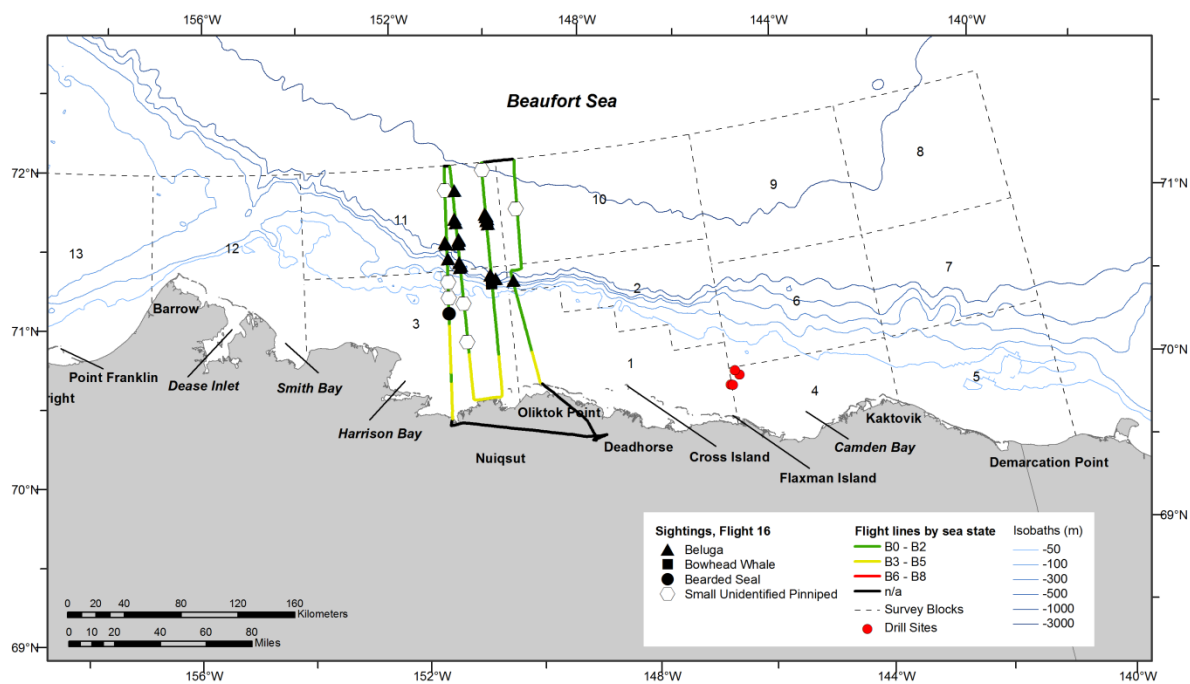 156°W
152°W
148°W
144°W
140°W
Beaufort Sea
8
72°N
71°N
9
10
11
12
13
7
2
6
Barrow
3
71°N
70°N
1
Point Franklin
Dease Inlet
Smith Bay
5
4
right
Harrison Bay
Oliktok Point
Kaktovik
Deadhorse
Camden Bay
Nuiqsut
Cross Island
Demarcation Point
Flaxman Island
70°N
69°N
Sightings, Flight 16
Beluga
Bowhead Whale
Bearded Seal
Small Unidentified Pinniped
Flight lines by sea state
B0 - B2
B3 - B5
B6 - B8
n/a
Survey Blocks
Drill Sites
Isobaths (m)
-50
-100
-300
-500
-1000
-3000
0 20 40 80 120 160
Kilometers
0 10 20 40 60 80
Miles
69°N
156°W
152°W
148°W
144°W
140°W